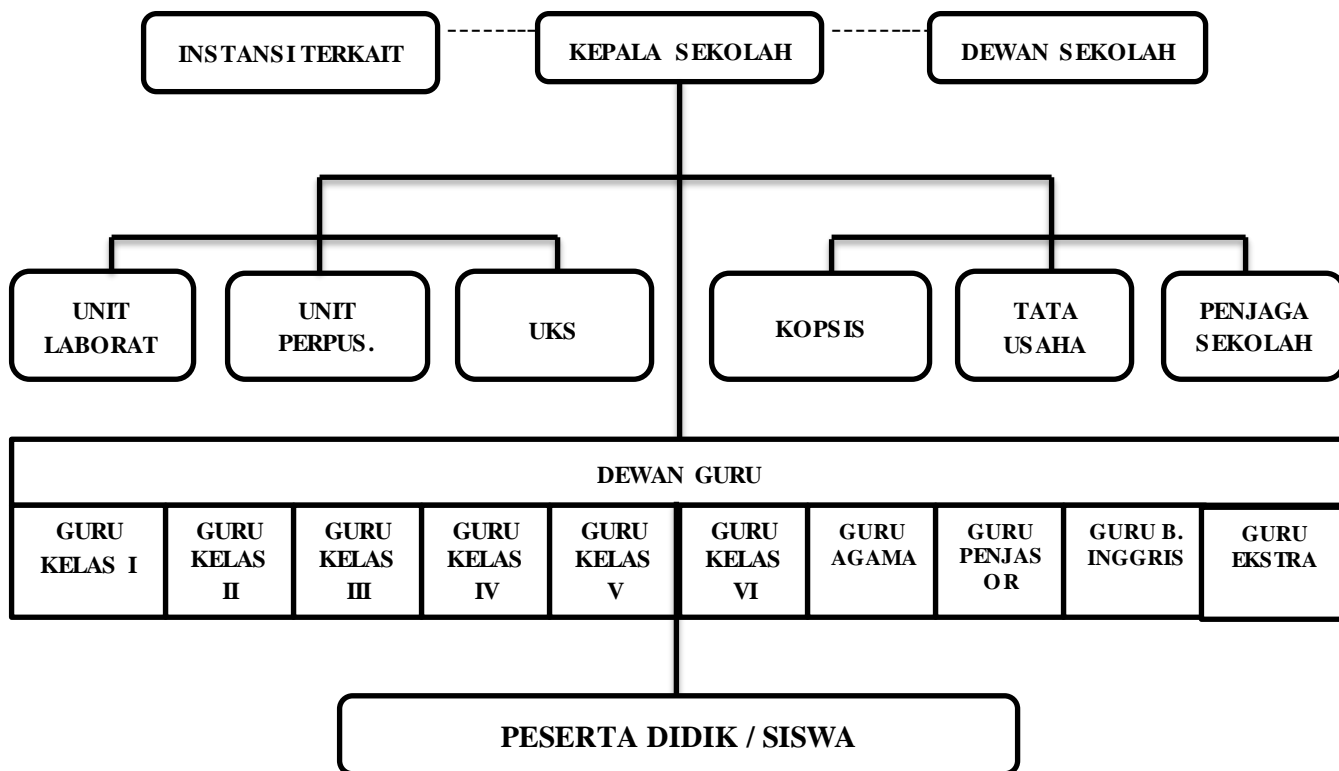 INSTANSI TERKAIT
KEPALA SEKOLAH
DEWAN SEKOLAH
UNIT
LABORAT
UNIT
PERPUS.
UKS
KOPSIS
TATA
USAHA
PENJAGA
SEKOLAH
DEWAN GURU
GURU
KELAS I
GURU
KELAS
II
GURU
KELAS
III
GURU
KELAS
IV
GURU
KELAS
V
GURU
KELAS
VI
GURU
AGAMA
GURU
PENJAS
OR
GURU B.
INGGRIS
GURU
EKSTRA
PESERTA DIDIK / SISWA